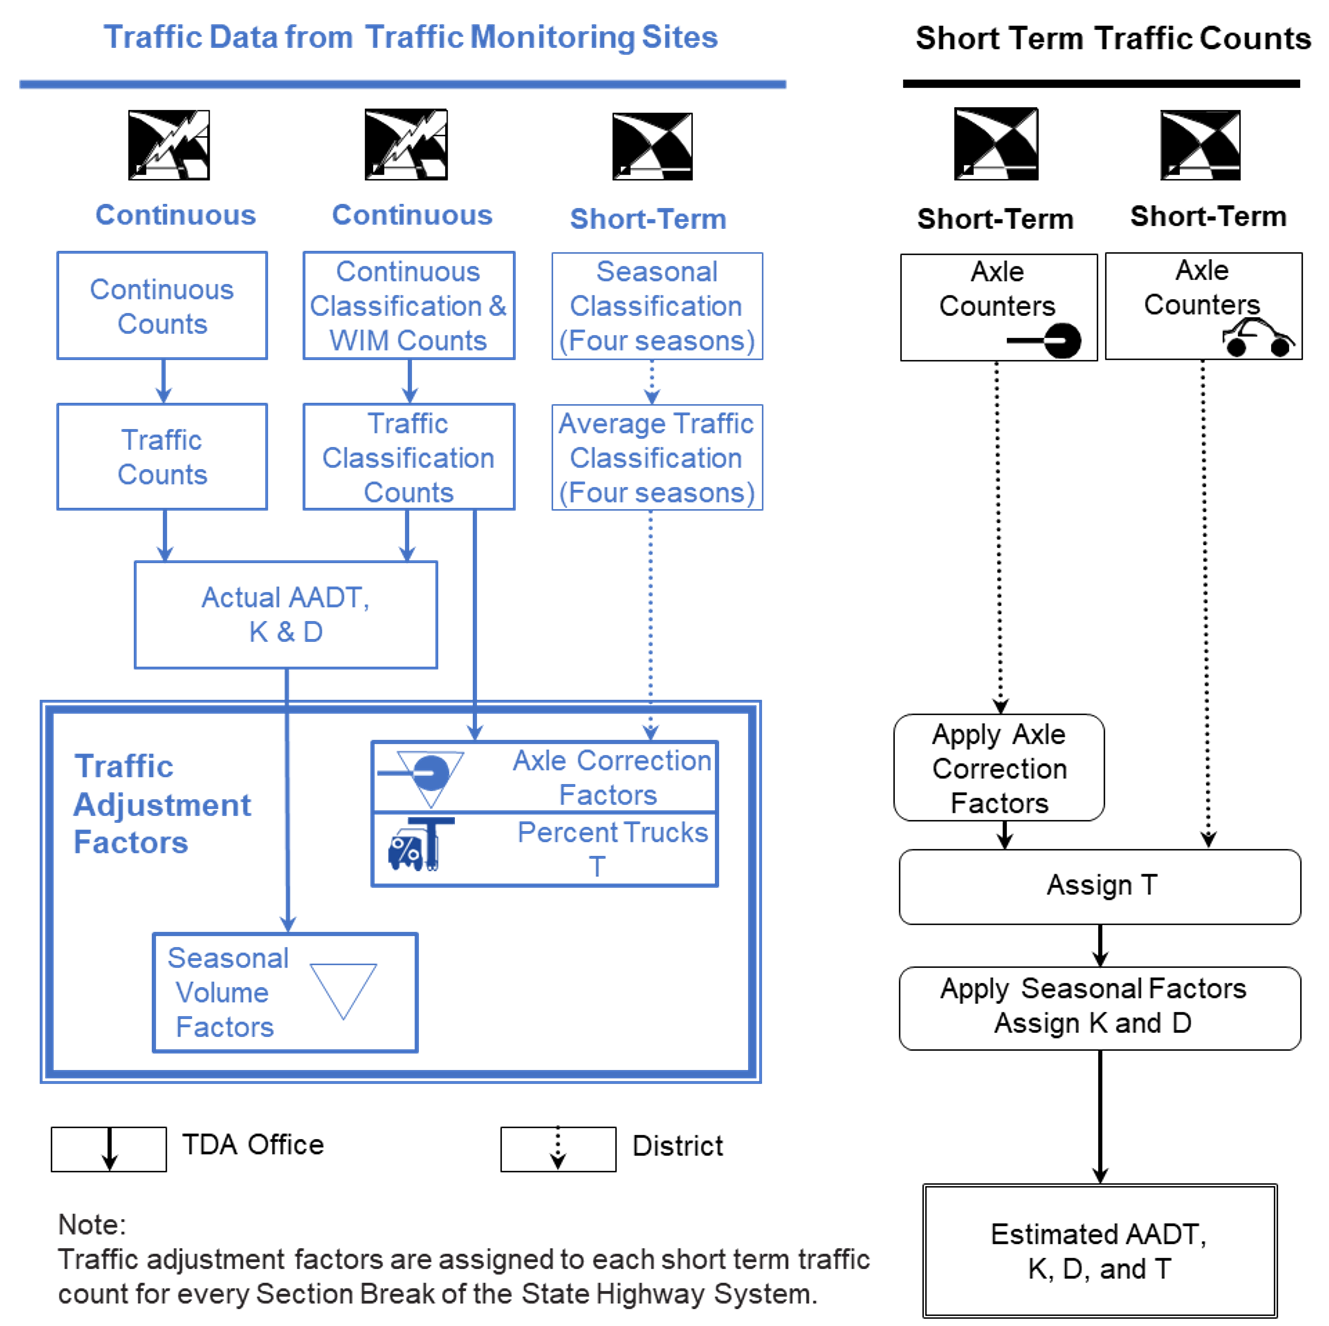 Traffic Data from Traffic Monitoring Sites
Short Term Traffic Counts
Continuous
Continuous
Short-Term
Short-Term
Short-Term
Continuous
Counts
Continuous
Classification &
WIM Counts
Seasonal
Classification
(Four seasons)
Axle
Counters
Axle
Counters
Traffic
Counts
Traffic
Classification
Counts
Average Traffic
Classification
(Four seasons)
Actual AADT,
K & D
Traffic
Adjustment
Factors
Axle Correction
Factors
%
Percent Trucks
T
Seasonal
Volume
Factors
Apply Axle
Correction
Factors
Assign T
Apply Seasonal Factors
Assign K and D
Estimated AADT,
K, D, and T
TDA Office
District
Note:
Traffic adjustment factors are assigned to each short term traffic
count for every Section Break of the State Highway System.